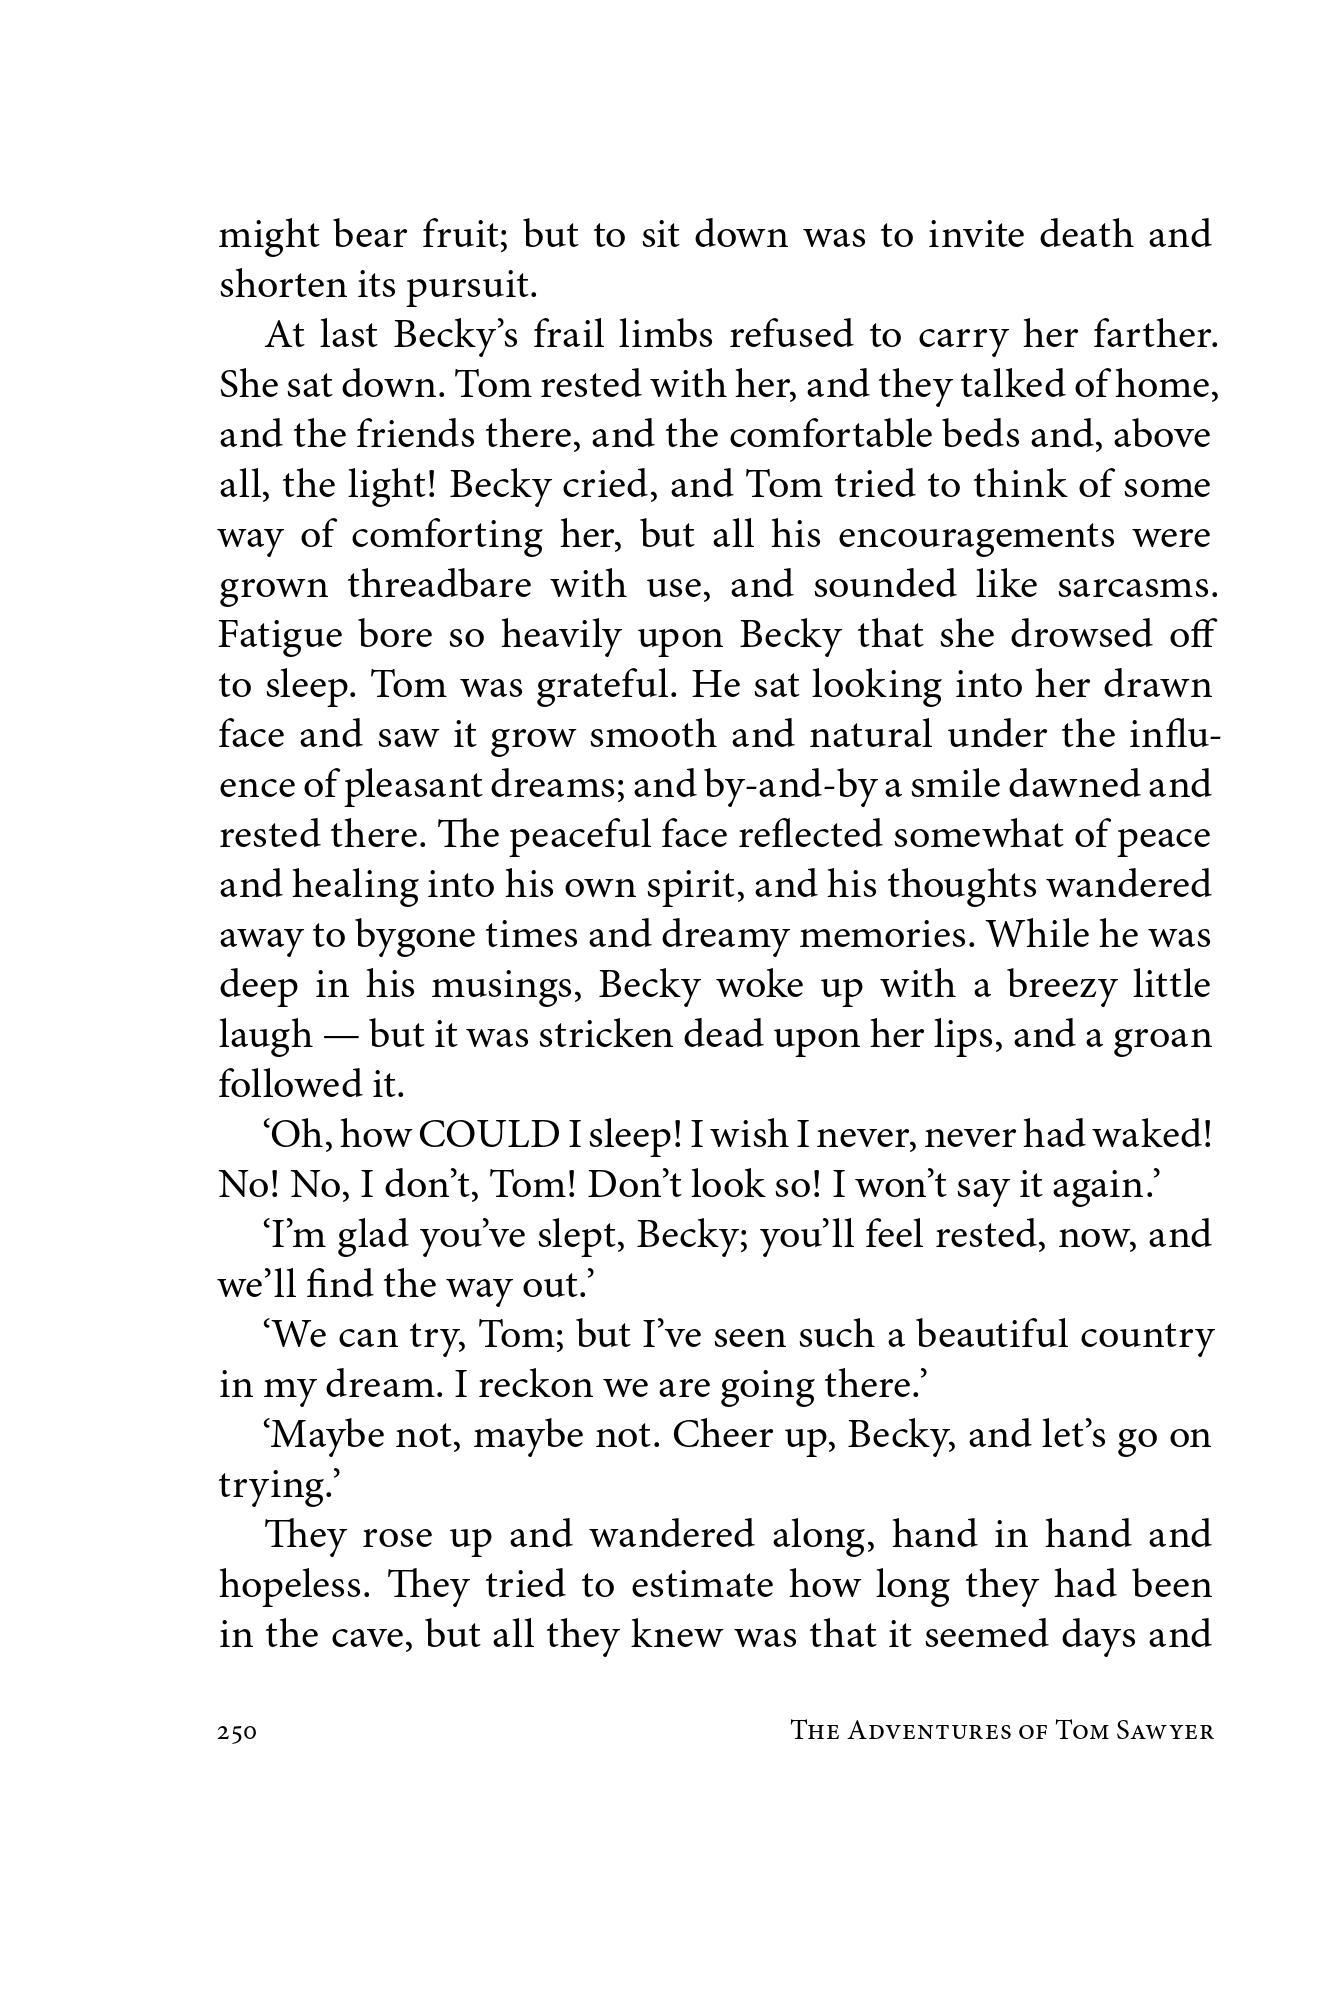 might bear fruit; but to sit down was to invite death and
shorten its pursuit.
At last Becky’s frail limbs refused to carry her farther.
She sat down. Tom rested with her, and they talked of home,
and the friends there, and the comfortable beds and, above
all, the light! Becky cried, and Tom tried to think of some
way of comforting her, but all his encouragements were
grown threadbare with use, and sounded like sarcasms.
Fatigue bore so heavily upon Becky that she drowsed off
to sleep. Tom was grateful. He sat looking into her drawn
face and saw it grow smooth and natural under the influ-
ence of pleasant dreams; and by-and-by a smile dawned and
rested there. The peaceful face reflected somewhat of peace
and healing into his own spirit, and his thoughts wandered
away to bygone times and dreamy memories. While he was
deep in his musings, Becky woke up with a breezy little
laugh — but it was stricken dead upon her lips, and a groan
followed it.
‘Oh, how COULD I sleep! I wish I never, never had waked!
No! No, I don’t, Tom! Don’t look so! I won’t say it again.’
‘I’m glad you’ve slept, Becky; you’ll feel rested, now, and
we’ll find the way out.’
‘We can try, Tom; but I’ve seen such a beautiful country
in my dream. I reckon we are going there.’
‘Maybe not, maybe not. Cheer up, Becky, and let’s go on
trying.’
They rose up and wandered along, hand in hand and
hopeless. They tried to estimate how long they had been
in the cave, but all they knew was that it seemed days and
250 The Adventures of Tom Sawyer